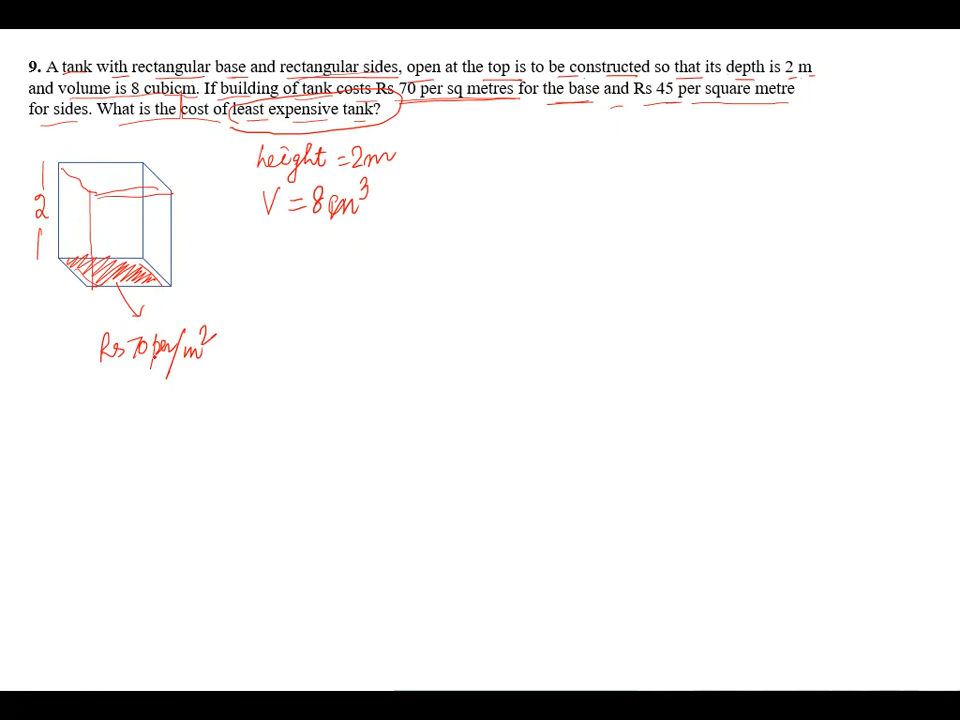 9. A tank with rectangular base and rectangular sides, open at the top is to be constructed so that its depth is 2 m
and volume is 8 cubicm. If building of tank costs Rs 70 per sq metres for the base and Rs 45 per square metre
for sides. What is the cost of least expensive tank?
height = 2m
V = 8 m³
2
Rs 70 per/m²